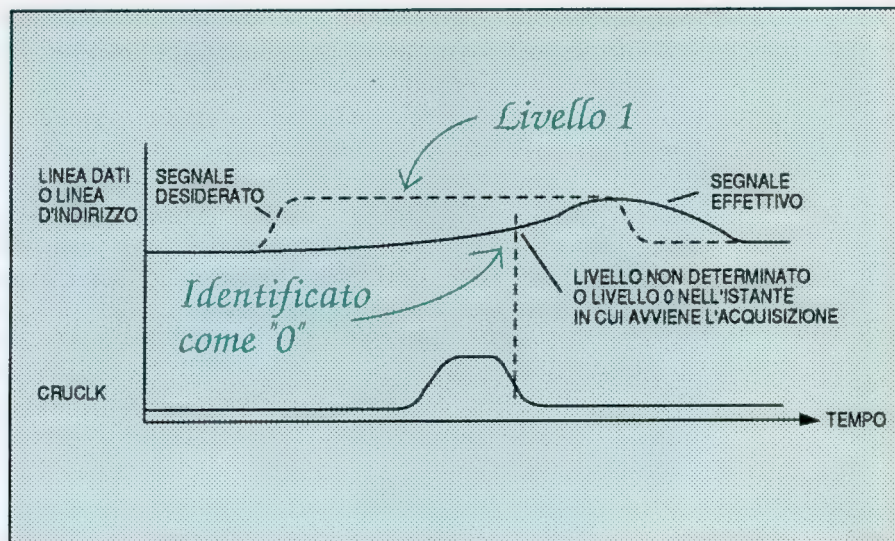 Livello 1
LINEA DATI
O LINEA
D'INDIRIZZO
SEGNALE
DESIDERATO
SEGNALE
EFFETTIVO
Identificato
come "0"
LIVELLO NON DETERMINATO
O LIVELLO 0 NELL'ISTANTE
IN CUI AVVIENE L'ACQUISIZIONE
CRUCLK
TEMPO